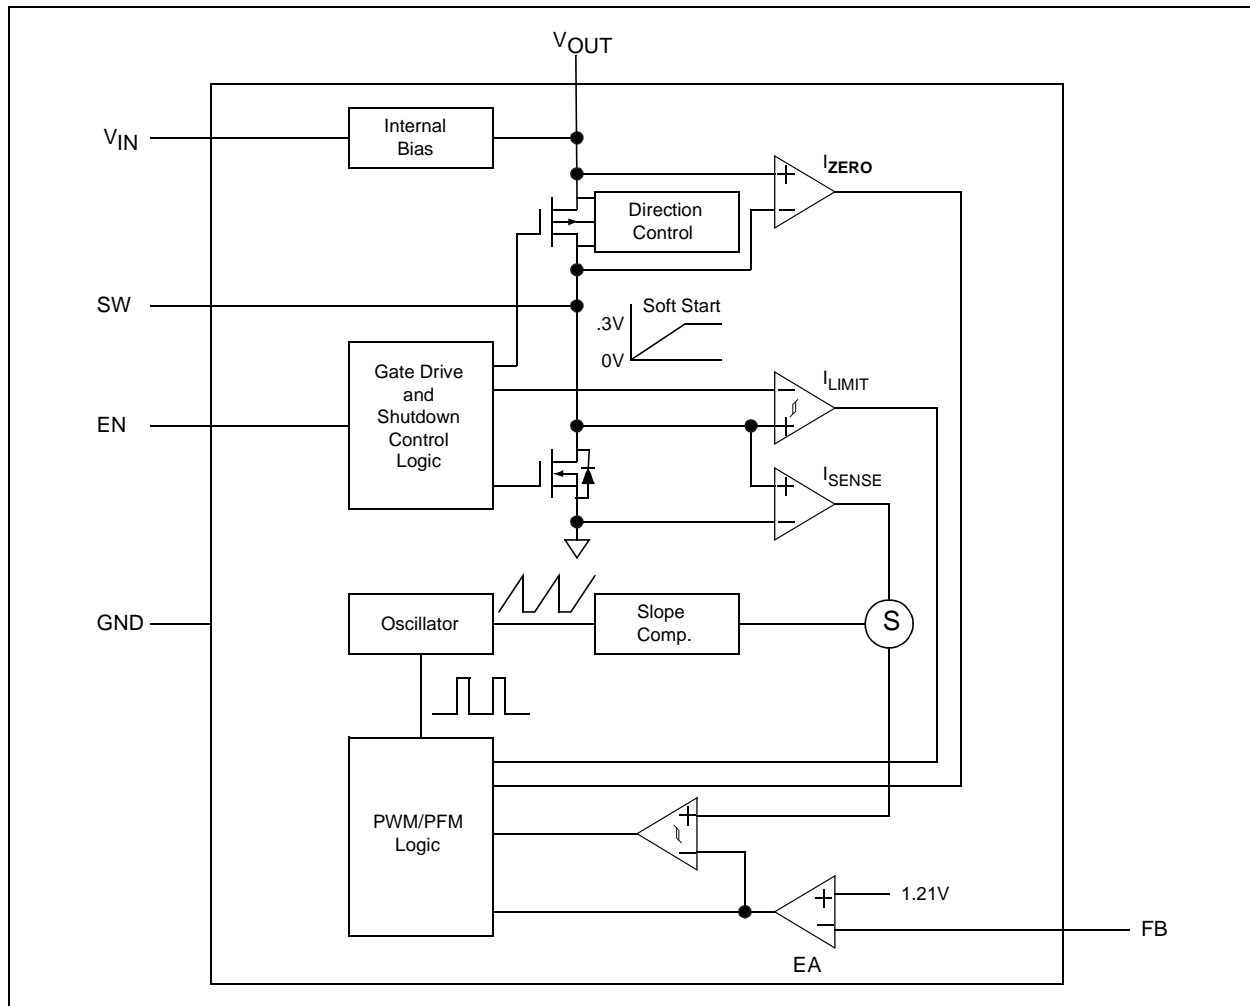 VOUT
VIN
Internal
Bias
IZERO
Direction
Control
SW
Soft Start
.3V
0V
Gate Drive
and
Shutdown
Control
Logic
ILIMIT
EN
ISENSE
GND
Oscillator
Slope
Comp.
S
PWM/PFM
Logic
1.21V
FB
EA